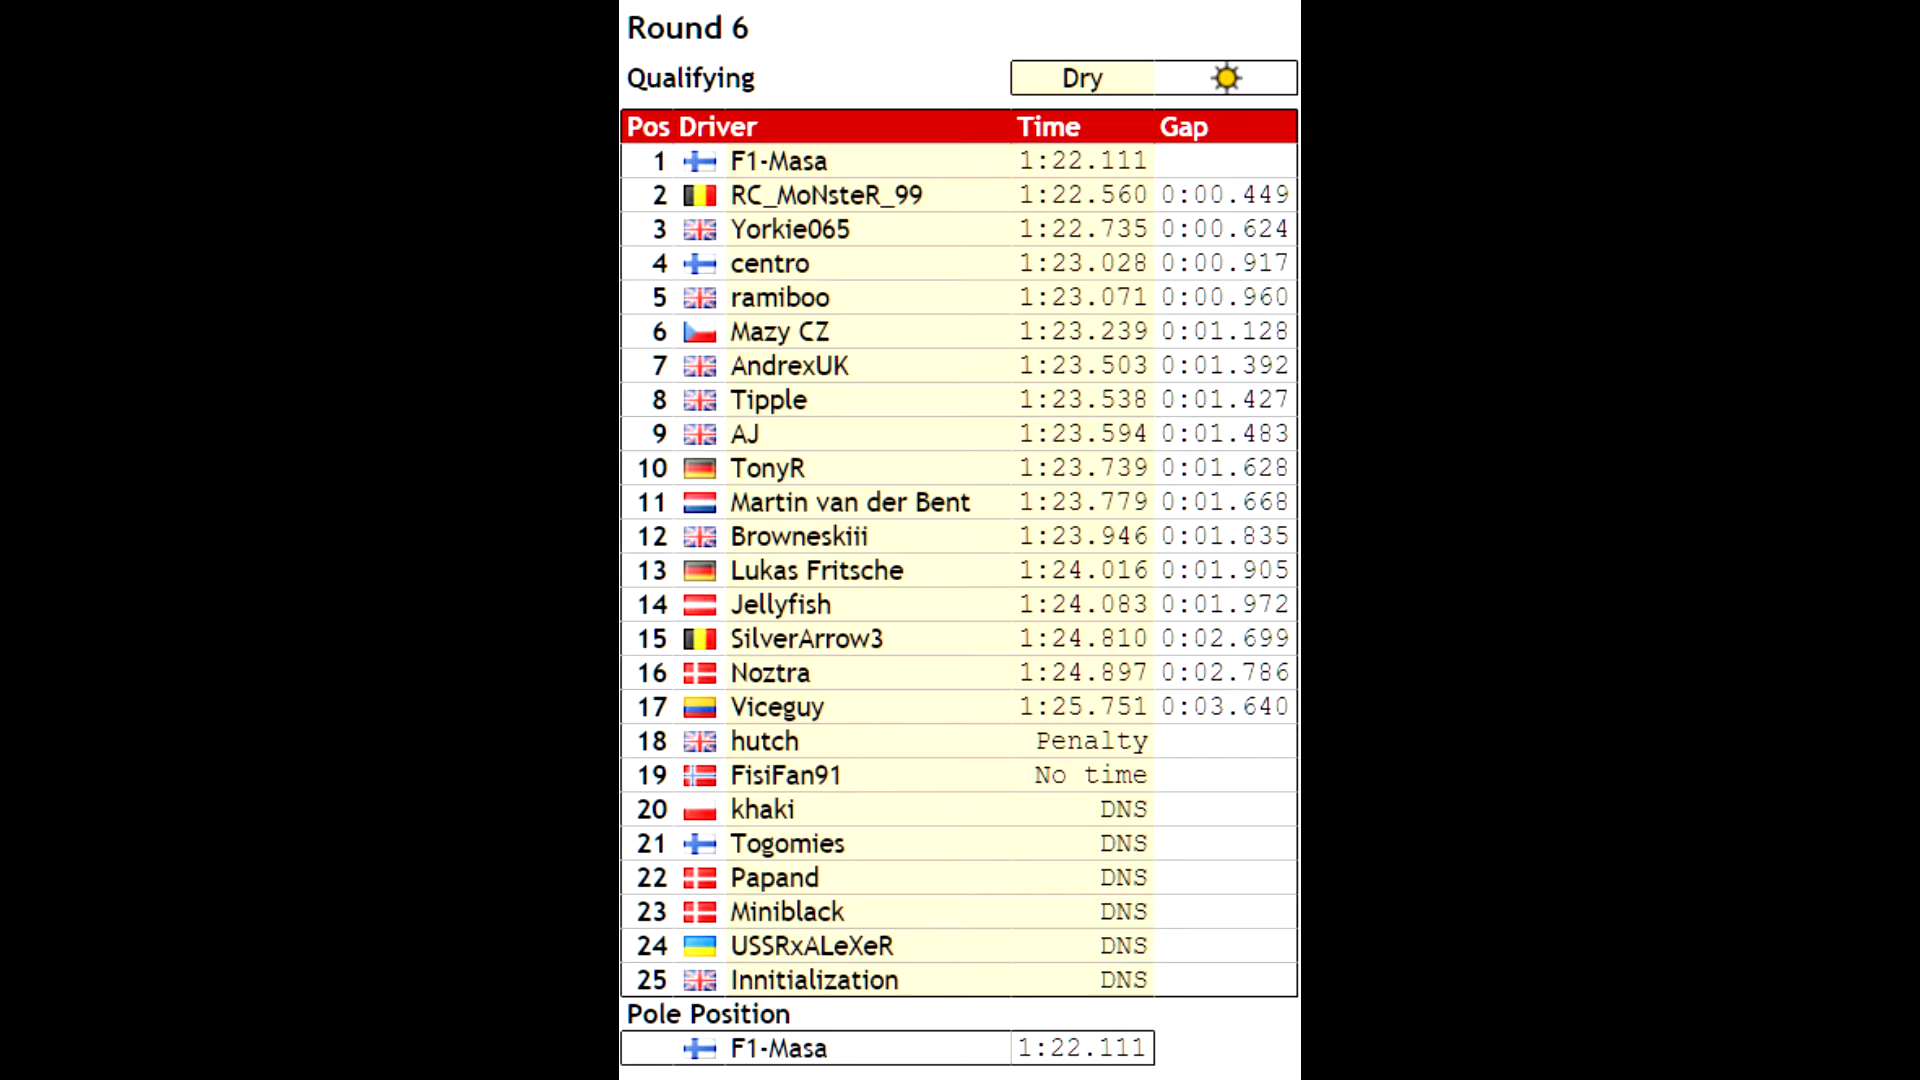 Round 6
Qualifying Dry
Pos Driver Time Gap
1 F1-Masa 1:22.111
2 RC_MoNsteR_99 1:22.560 0:00.449
3 Yorkie065 1:22.735 0:00.624
4 centro 1:23.028 0:00.917
5 ramiboo 1:23.071 0:00.960
6 Mazy CZ 1:23.239 0:01.128
7 AndrexUK 1:23.503 0:01.392
8 Tipple 1:23.538 0:01.427
9 AJ 1:23.594 0:01.483
10 TonyR 1:23.739 0:01.628
11 Martin van der Bent 1:23.779 0:01.668
12 Browneskiii 1:23.946 0:01.835
13 Lukas Fritsche 1:24.016 0:01.905
14 Jellyfish 1:24.083 0:01.972
15 SilverArrow3 1:24.810 0:02.699
16 Noztra 1:24.897 0:02.786
17 Viceguy 1:25.751 0:03.640
18 hutch Penalty
19 FisiFan91 No time
20 khaki DNS
21 Togomies DNS
22 Papand DNS
23 Miniblack DNS
24 USSRxALeXeR DNS
25 Innitialization DNS
Pole Position
F1-Masa 1:22.111